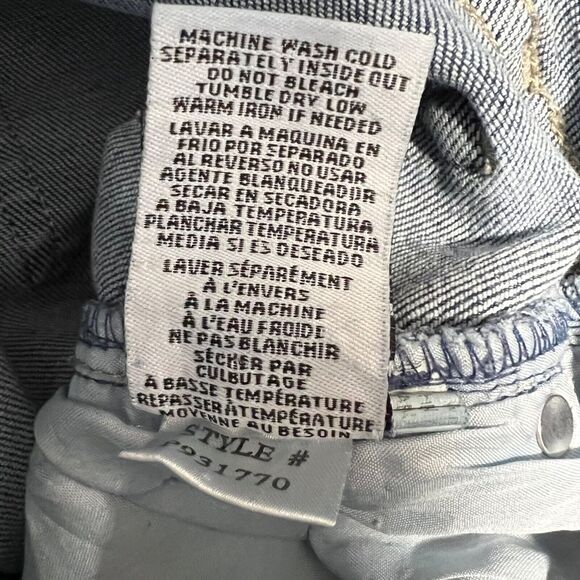 MACHINE WASH COLD
SEPARATELY INSIDE OUT
DO NOT BLEACH
TUMBLE DRY LOW
WARM IRON IF NEEDED
LAVAR A MAQUINA EN
FRIO POR SEPARADO
AL REVERSO NO USAR
AGENTE BLANQUEADOR
SECAR EN SECADORA
A BAJA TEMPERATURA
PLANCHAR TEMPERATURA
MEDIA SI ES DESEADO
LAVER SÉPARÉMENT
À L'ENVERS
À LA MACHINE
À L'EAU FROIDE
NE PAS BLANCHIR
SÉCHER PAR
CULBUTAGE
À BASSE TEMPÉRATURE
REPASSER À TEMPÉRATURE
MOYENNE AU BESOIN
STYLE #